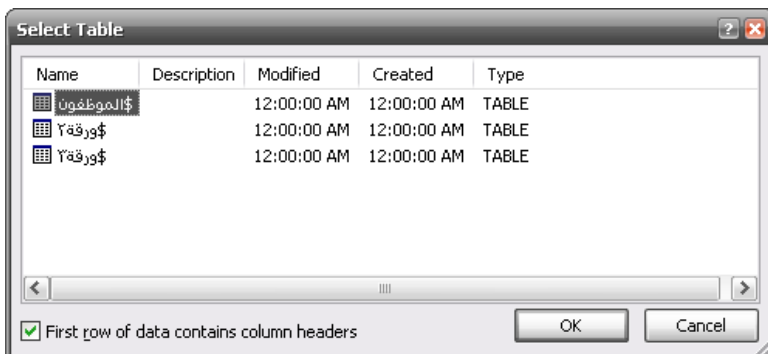 Select Table
Name Description Modified Created Type
الموظفون$ 12:00:00 AM 12:00:00 AM TABLE
ورقة٢$ 12:00:00 AM 12:00:00 AM TABLE
ورقة٣$ 12:00:00 AM 12:00:00 AM TABLE
First row of data contains column headers OK Cancel